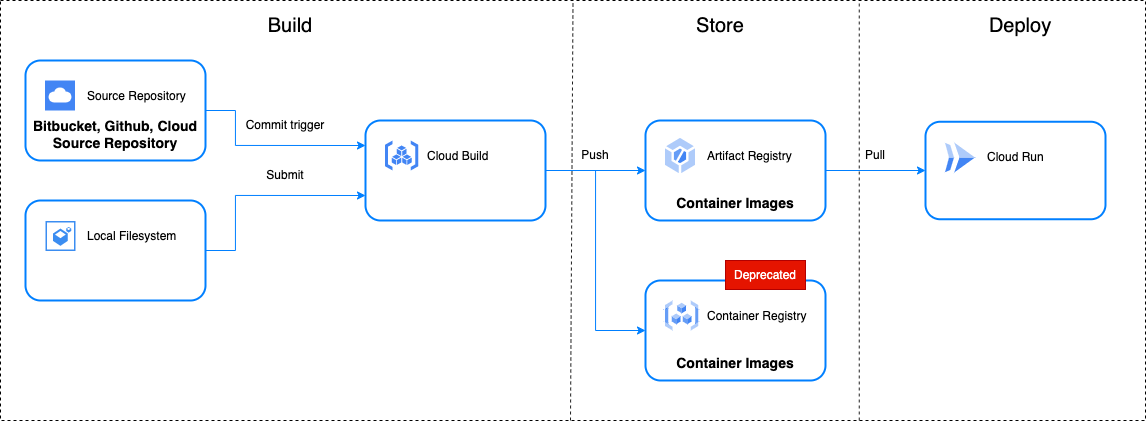 Build
Store
Deploy
Source Repository
Bitbucket, Github, Cloud
Source Repository
Commit trigger
Cloud Build
Push
Artifact Registry
Container Images
Pull
Cloud Run
Submit
Local Filesystem
Deprecated
Container Registry
Container Images